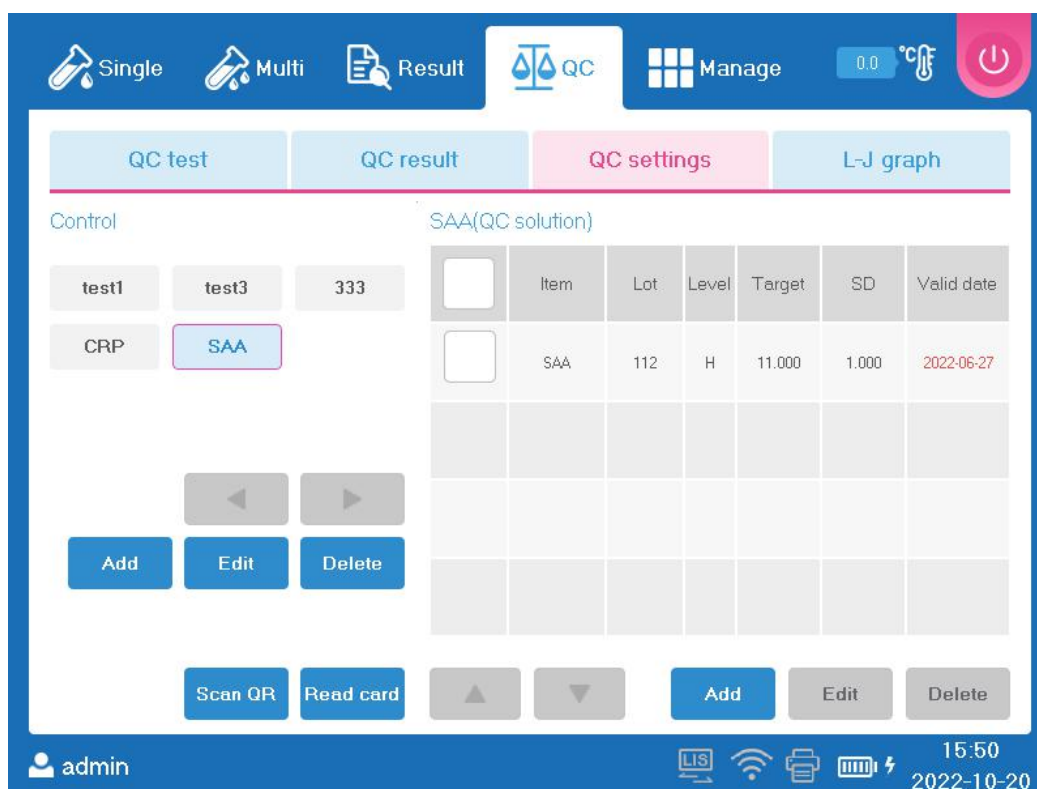 Single Multi Result QC Manage 0.0 °C/℉
QC test QC result QC settings L-J graph
Control
SAA(QC solution)
test1 test3 333
CRP SAA
Item Lot Level Target SD Valid date
SAA 112 H 11.000 1.000 2022-06-27
Add Edit Delete
Scan QR Read card
Add Edit Delete
admin
LIS
15:50
2022-10-20